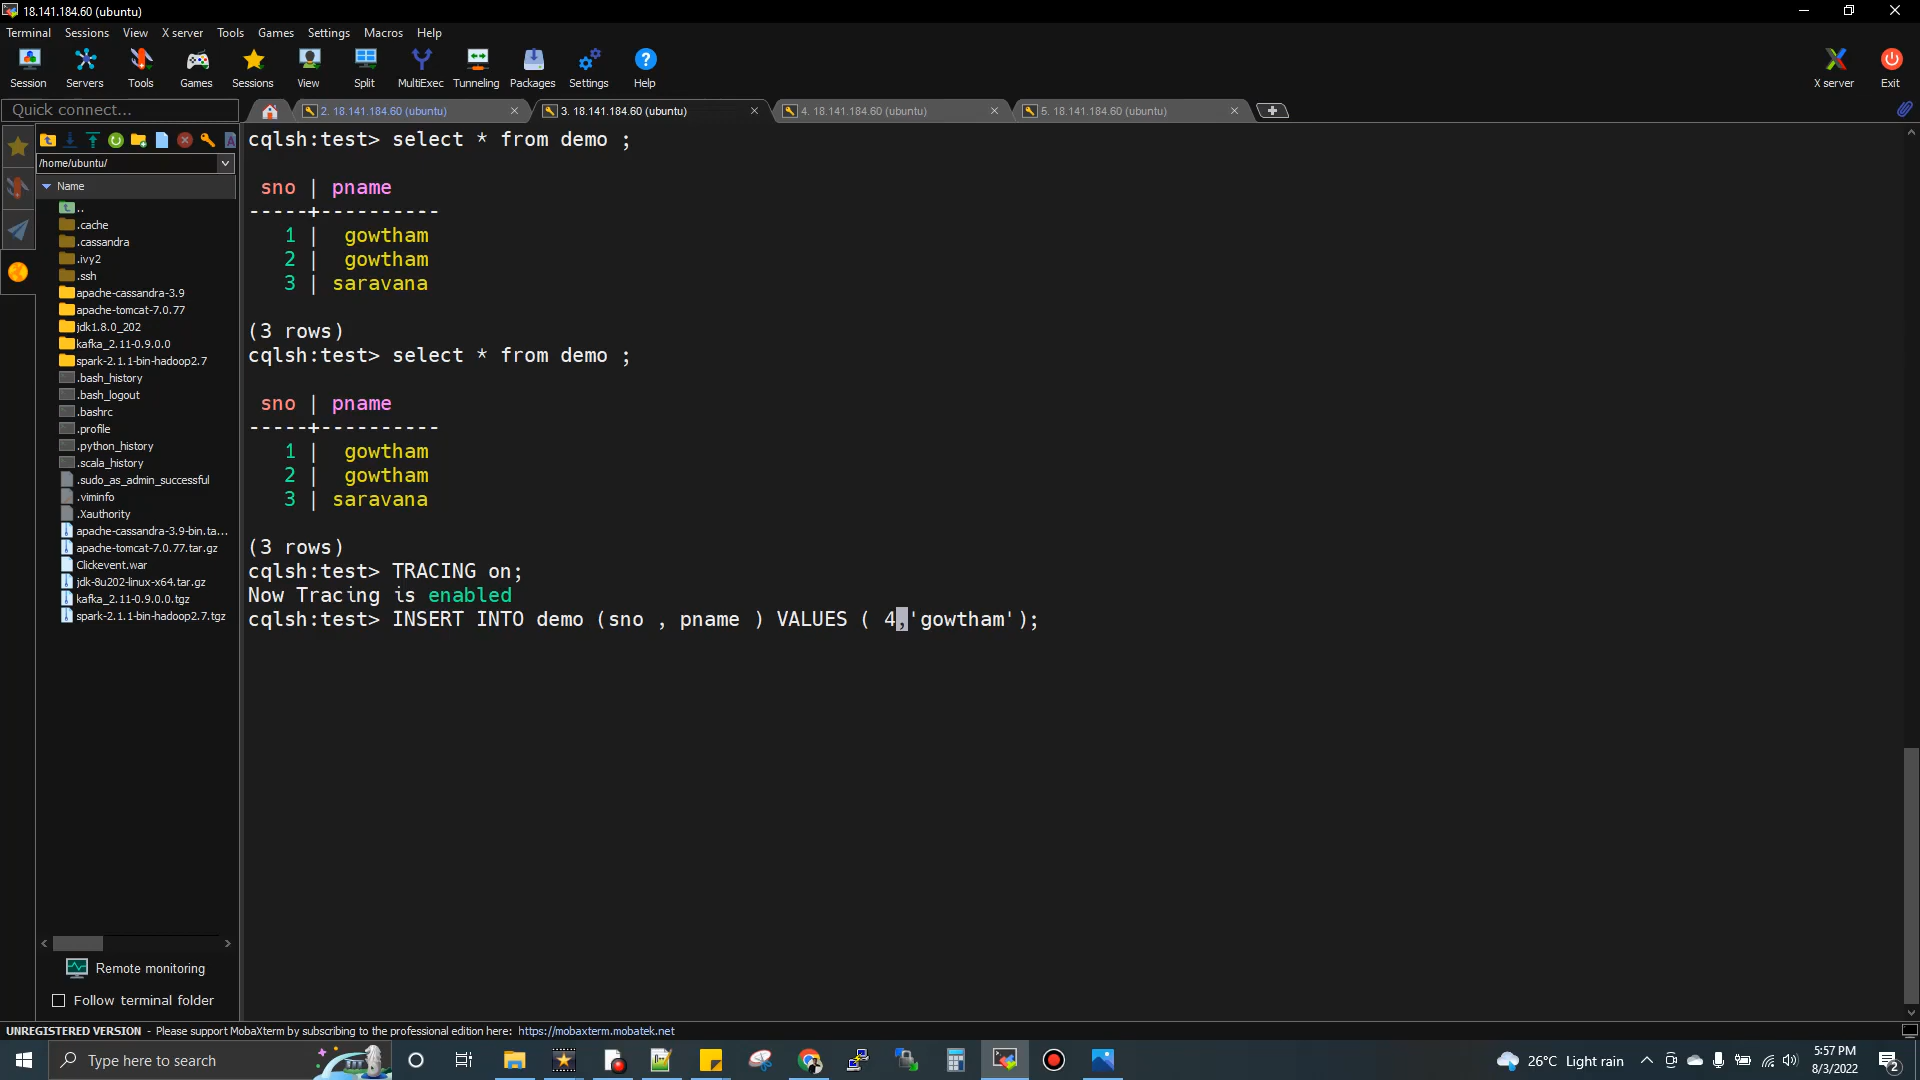 18.141.184.60 (ubuntu)
Terminal Sessions View X server Tools Games Settings Macros Help
Session Servers Tools Games Sessions View Split MultiExec Tunneling Packages Settings Help X server Exit
Quick connect...
2. 18.141.184.60 (ubuntu) 3. 18.141.184.60 (ubuntu) 4. 18.141.184.60 (ubuntu) 5. 18.141.184.60 (ubuntu)
/home/ubuntu/
Name
..
.cache
.cassandra
.ivy2
.ssh
apache-cassandra-3.9
apache-tomcat-7.0.77
jdk1.8.0_202
kafka_2.11-0.9.0.0
spark-2.1.1-bin-hadoop2.7
.bash_history
.bash_logout
.bashrc
.profile
.python_history
.scala_history
.sudo_as_admin_successful
.viminfo
.Xauthority
apache-cassandra-3.9-bin.ta...
apache-tomcat-7.0.77.tar.gz
Clickevent.war
jdk-8u202-linux-x64.tar.gz
kafka_2.11-0.9.0.0.tgz
spark-2.1.1-bin-hadoop2.7.tgz
Remote monitoring
Follow terminal folder
cqlsh:test> select * from demo ;
sno | pname
-----+----------
1 | gowtham
2 | gowtham
3 | saravana
(3 rows)
cqlsh:test> select * from demo ;
sno | pname
-----+----------
1 | gowtham
2 | gowtham
3 | saravana
(3 rows)
cqlsh:test> TRACING on;
Now Tracing is enabled
cqlsh:test> INSERT INTO demo (sno , pname ) VALUES ( 4,'gowtham');
UNREGISTERED VERSION - Please support MobaXterm by subscribing to the professional edition here: https://mobaxterm.mobatek.net
Type here to search
26°C Light rain
5:57 PM
8/3/2022
2